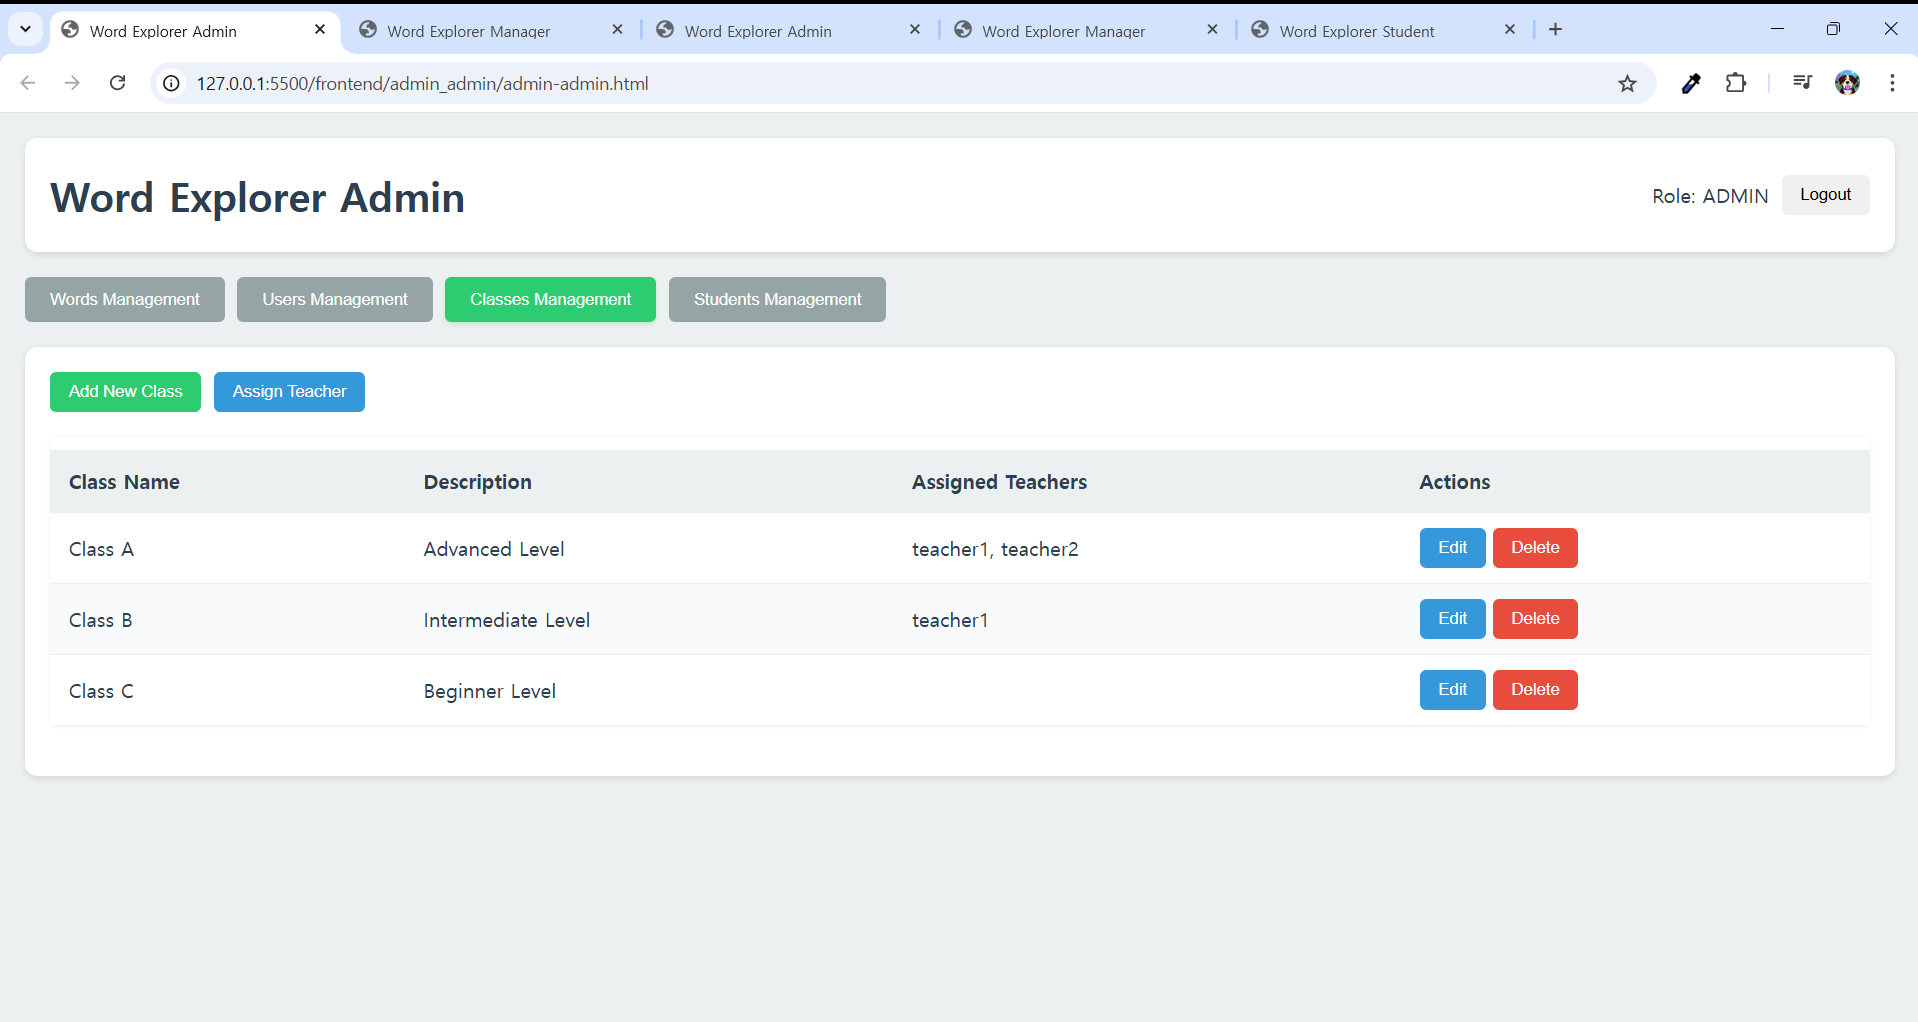 Word Explorer Admin Word Explorer Manager Word Explorer Admin Word Explorer Manager Word Explorer Student
127.0.0.1:5500/frontend/admin_admin/admin-admin.html
Word Explorer Admin
Role: ADMIN Logout
Words Management Users Management Classes Management Students Management
Add New Class Assign Teacher
Class Name Description Assigned Teachers Actions
Class A Advanced Level teacher1, teacher2 Edit Delete
Class B Intermediate Level teacher1 Edit Delete
Class C Beginner Level Edit Delete